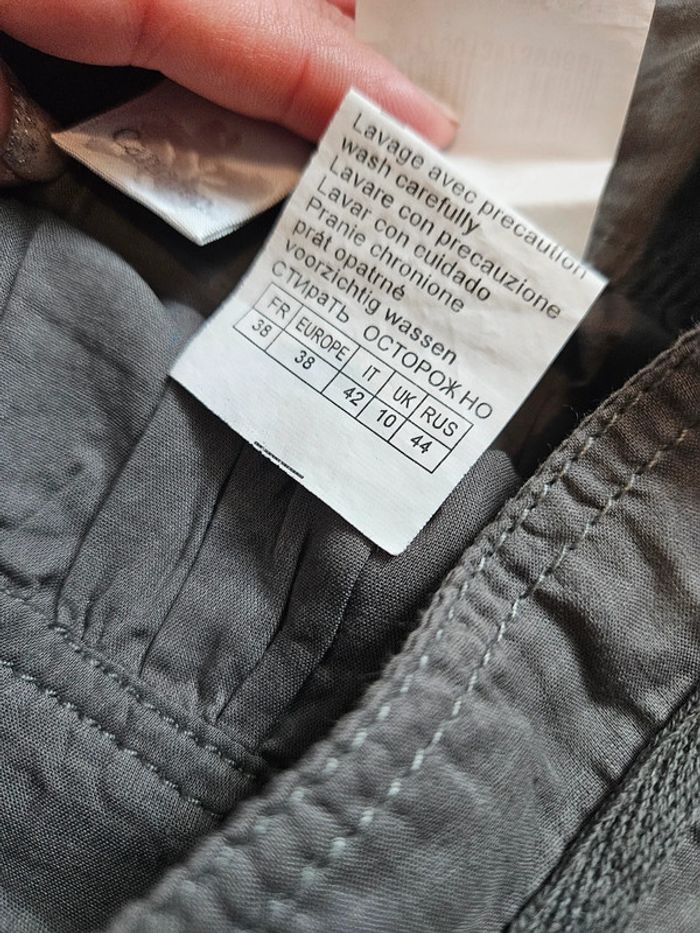 Lavage avec precaution
wash carefully
Lavare con precauzione
Lavar con cuidado
Pranie chronione
prát opatrné
voorzichtig wassen
СТИраТЬ ОСТОРОЖНО
FR EUROPE IT UK RUS
38 38 42 10 44